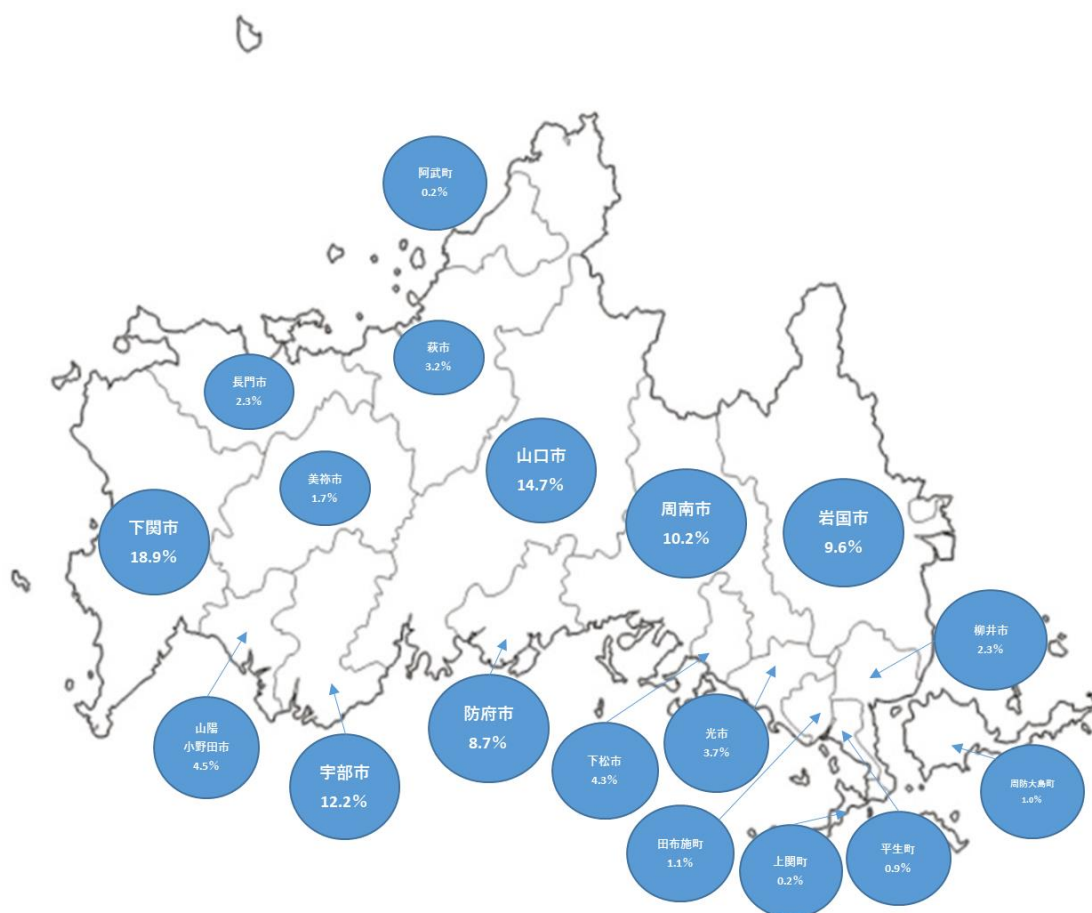 阿武町
0.2%
萩市
3.2%
長門市
2.3%
山口市
14.7%
美祢市
1.7%
周南市
10.2%
岩国市
9.6%
下関市
18.9%
柳井市
2.3%
防府市
8.7%
山陽
小野田市
4.5%
光市
3.7%
下松市
4.3%
宇部市
12.2%
周防大島町
1.0%
田布施町
1.1%
平生町
0.9%
上関町
0.2%